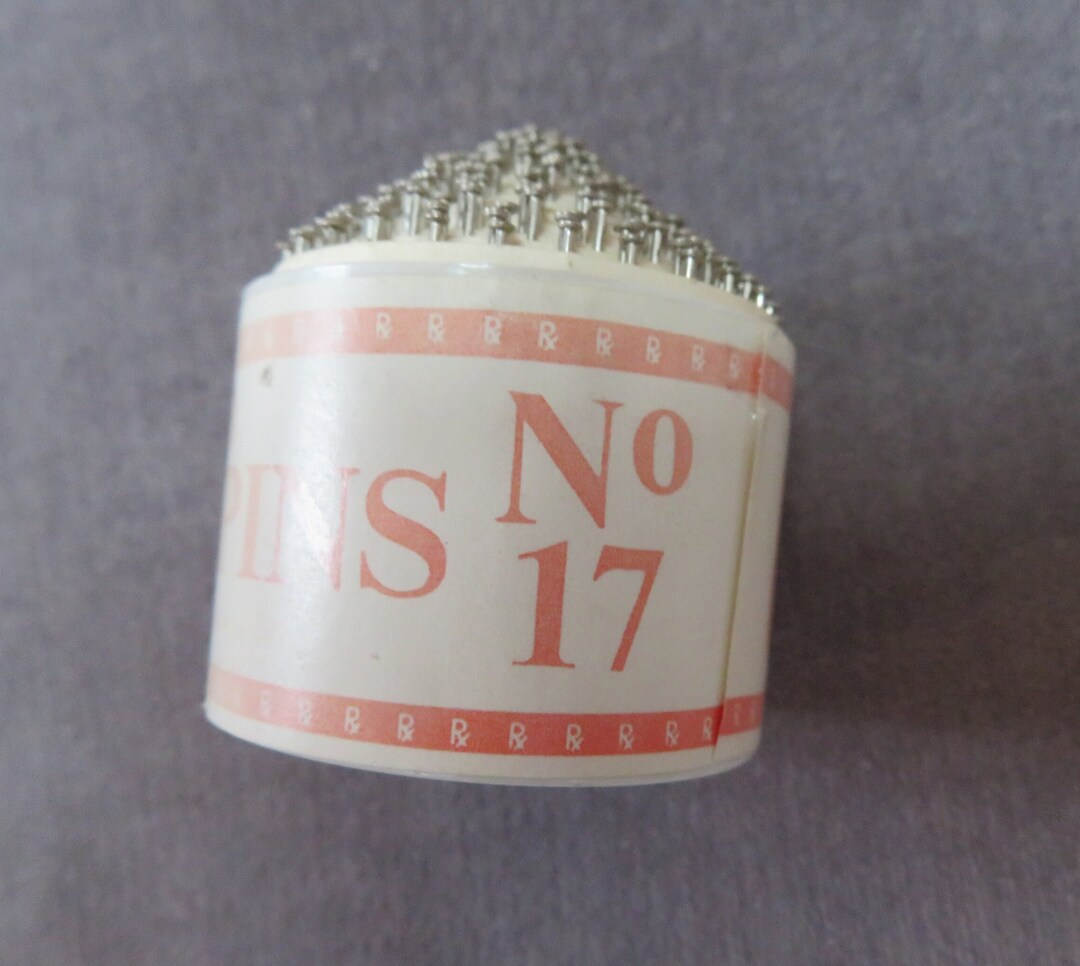 ℞ ℞ ℞ ℞ ℞ ℞ ℞ ℞
PINS No
17
℞ ℞ ℞ ℞ ℞ ℞ ℞ ℞ ℞